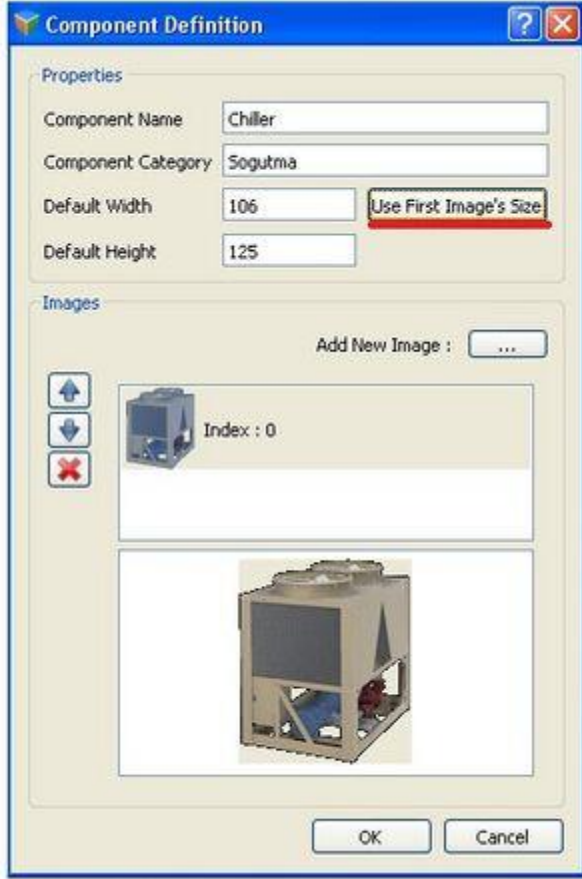 Component Definition
Properties
Component Name Chiller
Component Category Sogutma
Default Width 106 Use First Image's Size
Default Height 125
Images
Add New Image : ...
Index : 0
OK Cancel